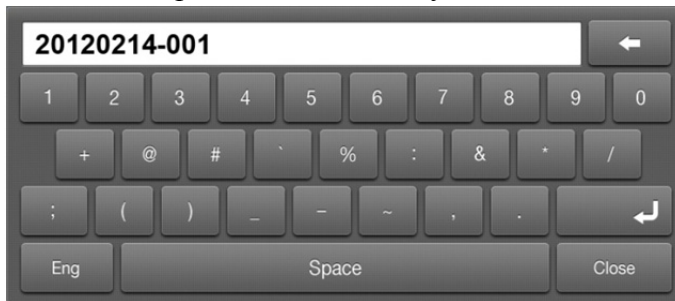 20120214-001
1 2 3 4 5 6 7 8 9 0
+ @ # ` % : & * /
; ( ) _ - ~ , .
Eng Space Close